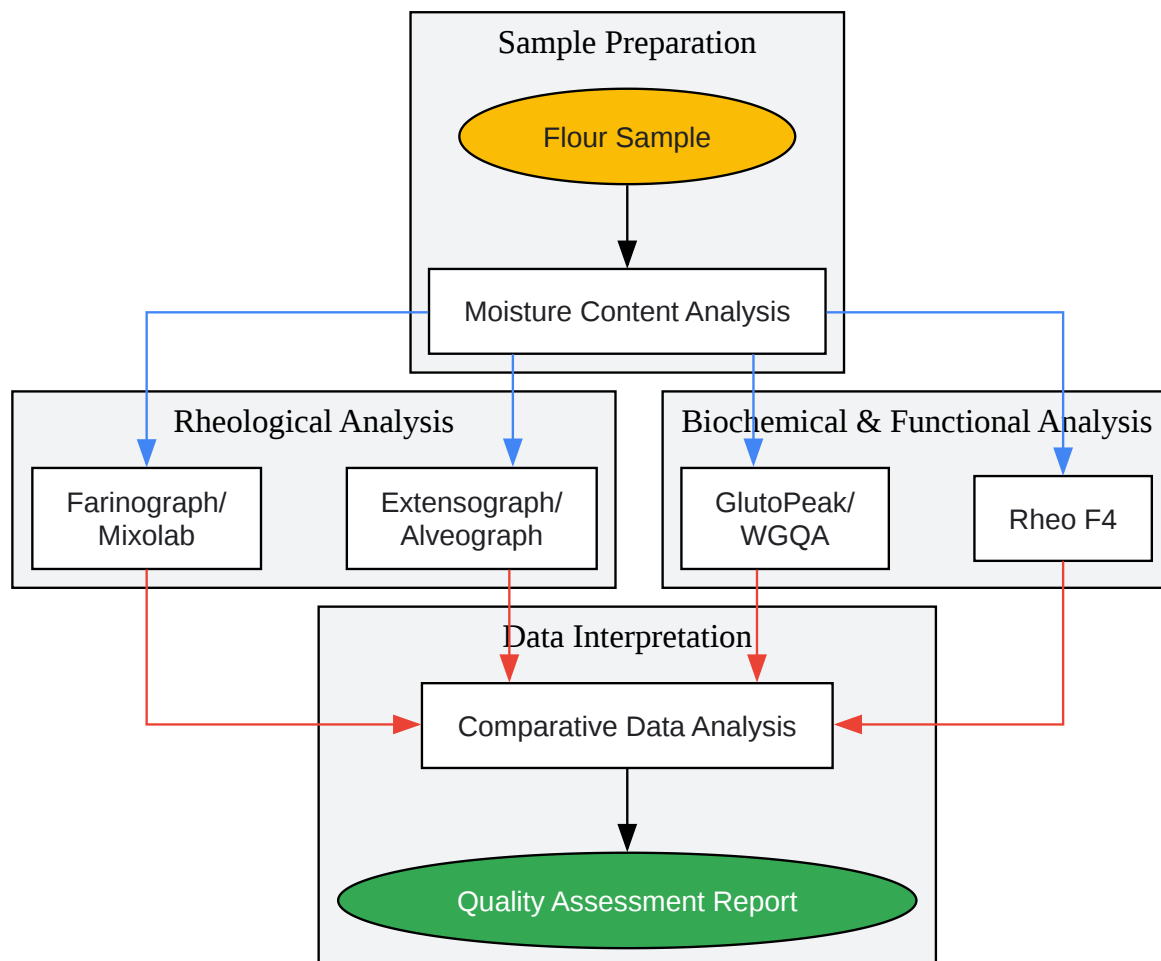 Sample Preparation
Flour Sample
Moisture Content Analysis
Rheological Analysis
Biochemical & Functional Analysis
Farinograph/
Mixolab
Extensograph/
Alveograph
GlutoPeak/
WGQA
Rheo F4
Data Interpretation
Comparative Data Analysis
Quality Assessment Report